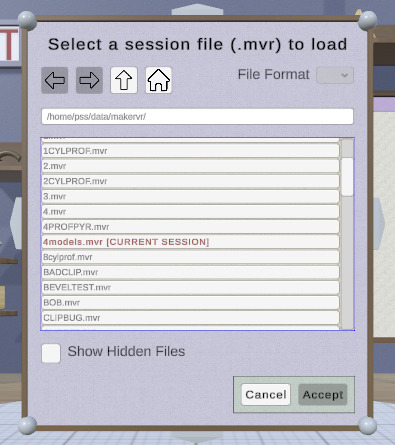 Select a session file (.mvr) to load
File Format
/home/pss/data/makervr/
1CYLPROF.mvr
2.mvr
2CYLPROF.mvr
3.mvr
4.mvr
4PROFPYR.mvr
4models.mvr [CURRENT SESSION]
8cylprof.mvr
BADCLIP.mvr
BEVELTEST.mvr
BOB.mvr
CLIPBUG.mvr
Show Hidden Files
Cancel Accept